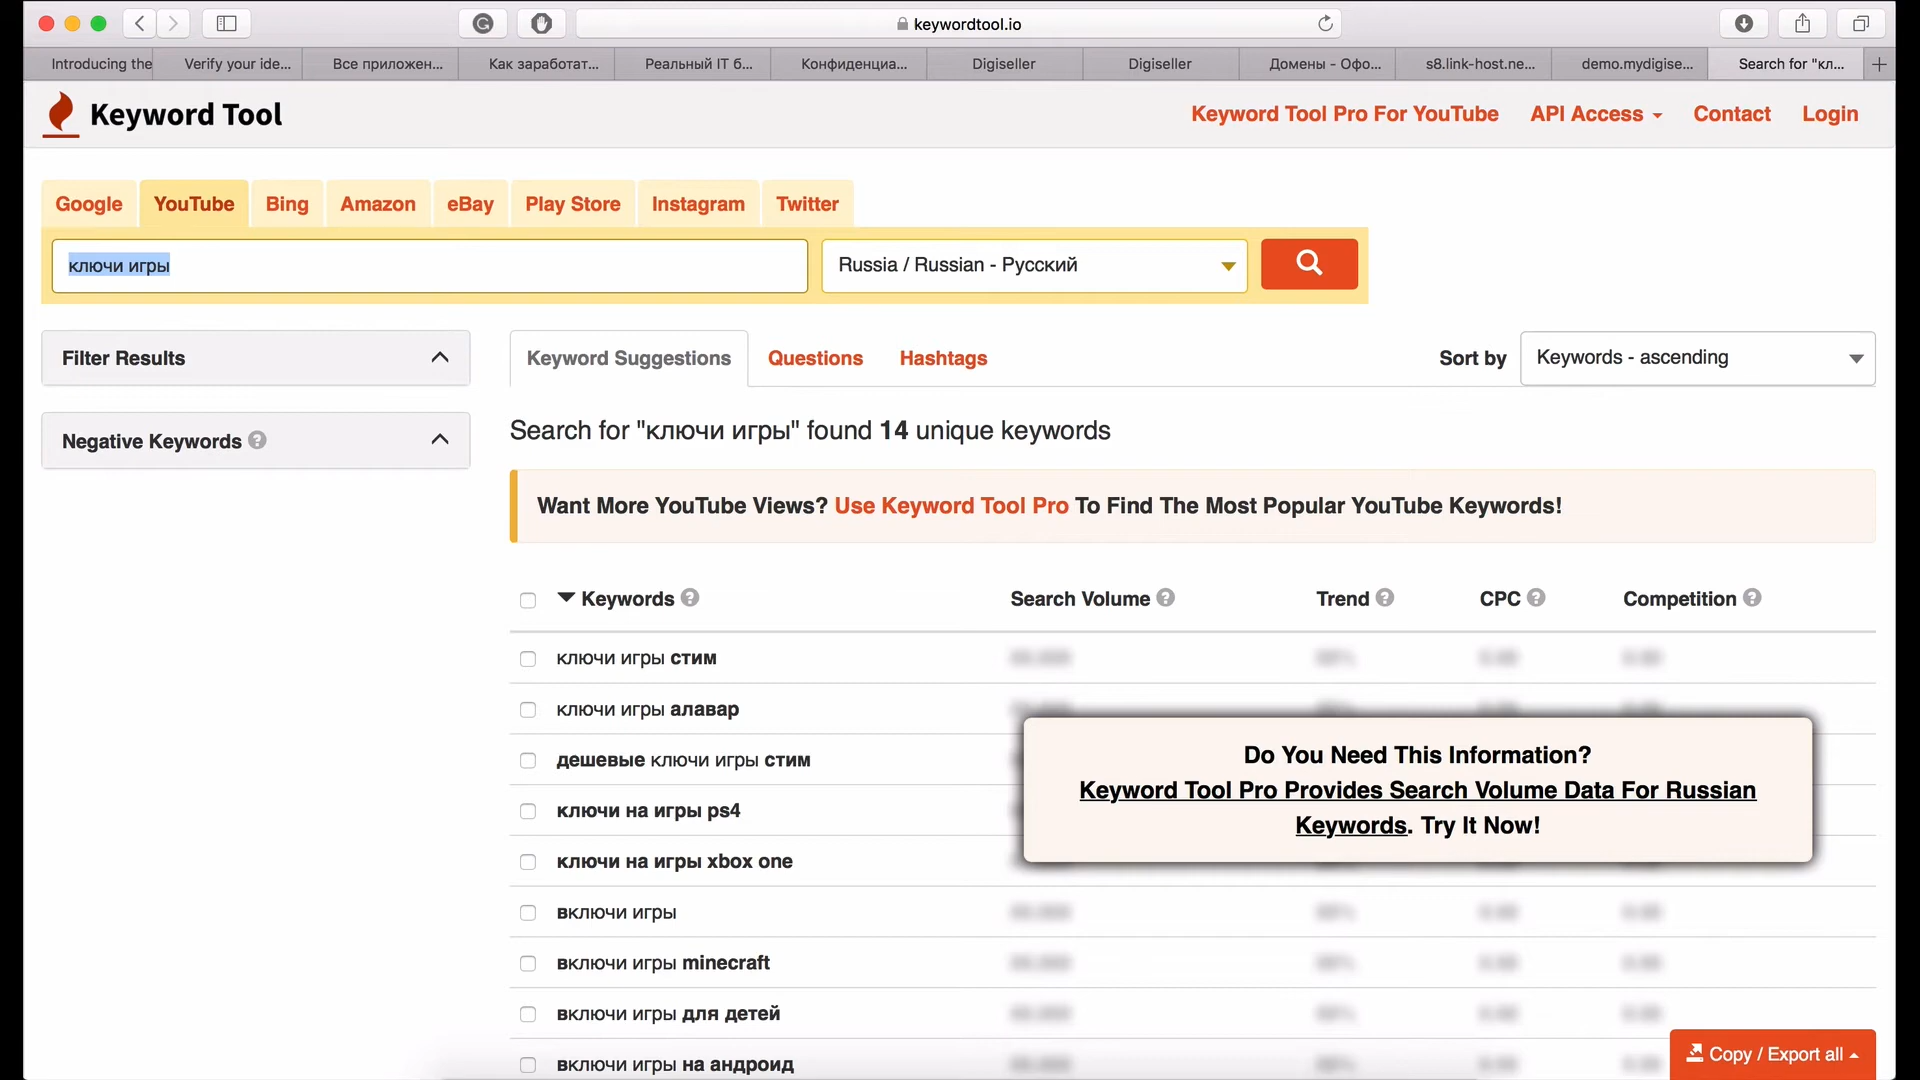 keywordtool.io
Introducing the
Verify your ide...
Все приложен...
Как заработат...
Реальный IT б...
Конфиденциа...
Digiseller
Digiseller
Домены - Офо...
s8.link-host.ne...
demo.mydigise...
Search for "кл...
Keyword Tool
Keyword Tool Pro For YouTube
API Access
Contact
Login
Google
YouTube
Bing
Amazon
eBay
Play Store
Instagram
Twitter
ключи игры
Russia / Russian - Русский
Filter Results
Keyword Suggestions
Questions
Hashtags
Sort by
Keywords - ascending
Negative Keywords
Search for "ключи игры" found 14 unique keywords
Want More YouTube Views? Use Keyword Tool Pro To Find The Most Popular YouTube Keywords!
Keywords
Search Volume
Trend
CPC
Competition
ключи игры стим
ключи игры алавар
дешевые ключи игры стим
ключи на игры ps4
ключи на игры xbox one
включи игры
включи игры minecraft
включи игры для детей
включи игры на андроид
Do You Need This Information?
Keyword Tool Pro Provides Search Volume Data For Russian
Keywords. Try It Now!
Copy / Export all